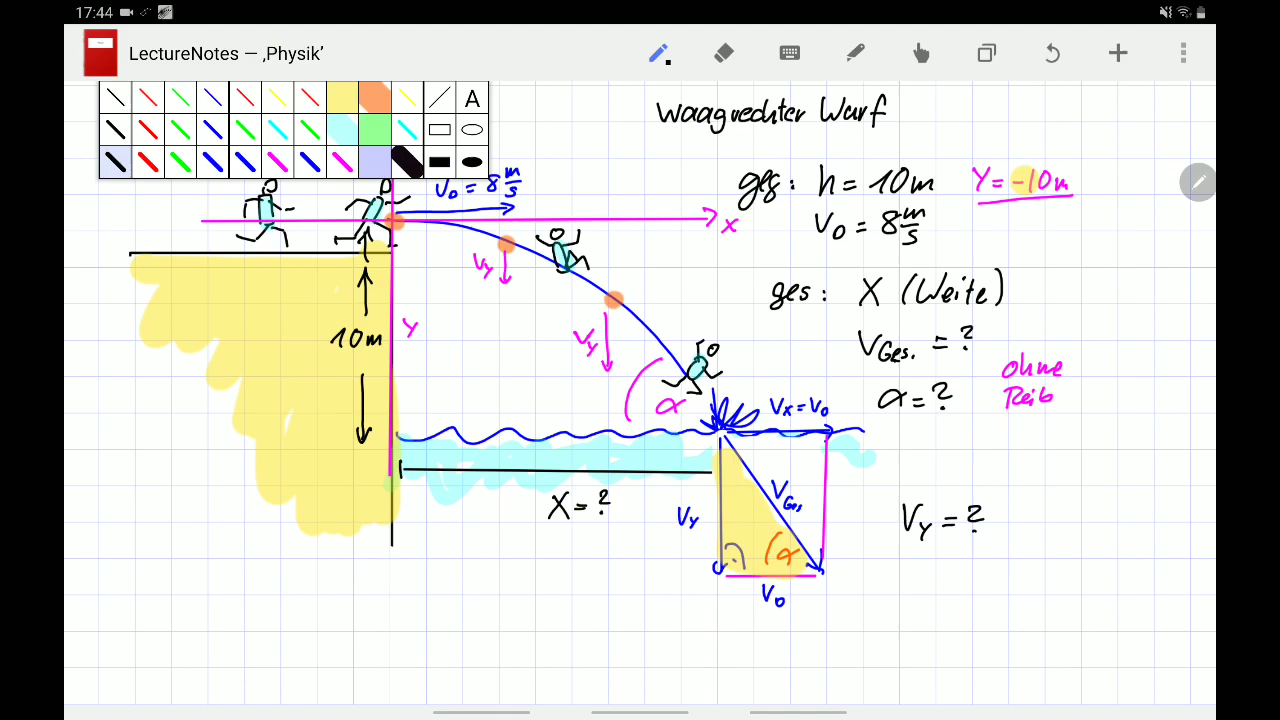 17:44
LectureNotes — ‚Physik‘
A
Waagrechter Wurf
geg: h = 10m
Y = -10m
V0 = 8 m/s
V0 = 8 m/s
x
Vy
ges: X (Weite)
10m
Y
Vy
VGes. = ?
ohne
Reib
α = ?
α
Vx = V0
X = ?
VGes
Vy
Vy = ?
α
V0